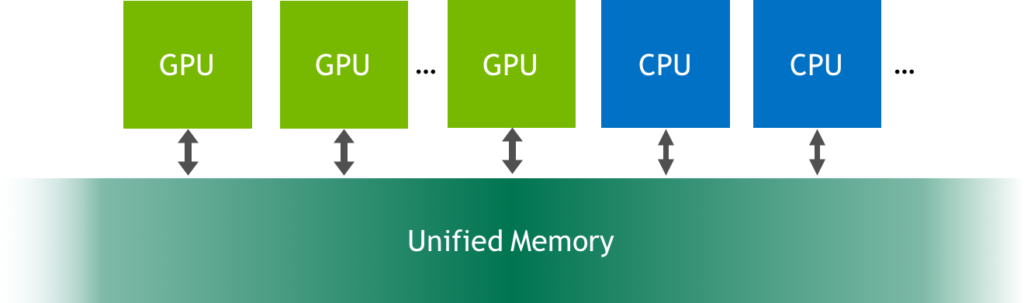 GPU GPU ... GPU CPU CPU ...
Unified Memory